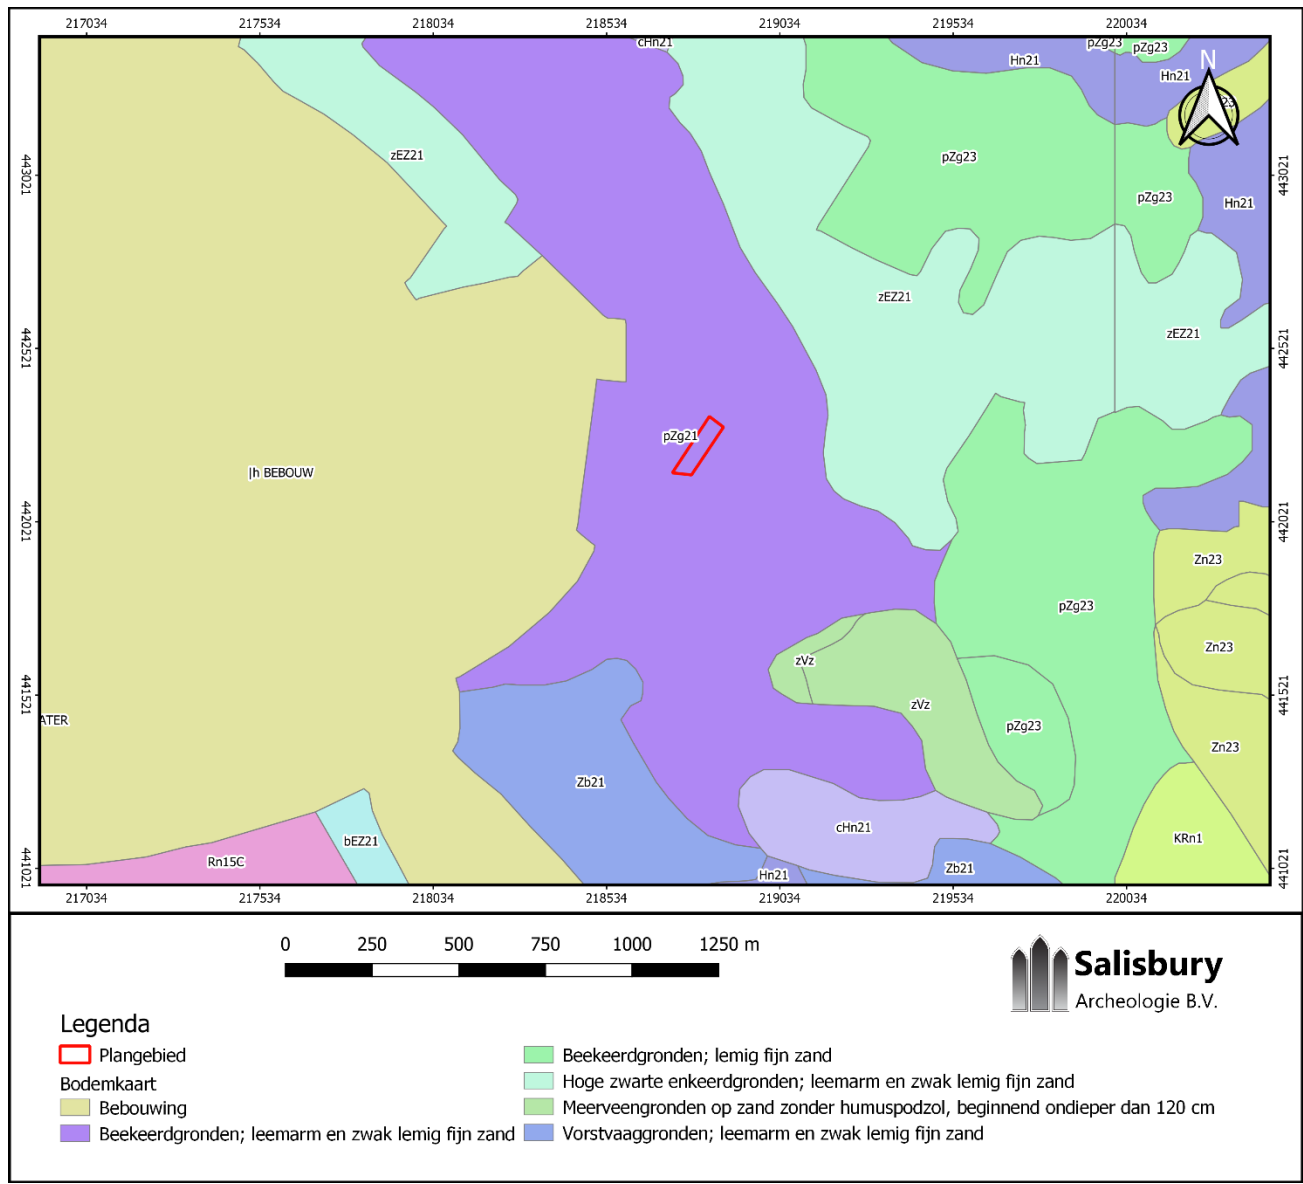 217034 217534 218034 218534 219034 219534 220034
cHn21
pZg23
pZg23
Hn21
Hn21
N
23
zEZ21
pZg23
443021
443021
pZg23
Hn21
zEZ21
zEZ21
442521
442521
pZg21
|h BEBOUW
442021
442021
Zn23
pZg23
Zn23
zVz
441521
441521
zVz
ATER
pZg23
Zn23
Zb21
cHn21
KRn1
bEZ21
Rn15C
Zb21
Hn21
441021
441021
217034 217534 218034 218534 219034 219534 220034
0 250 500 750 1000 1250 m
Salisbury
Archeologie B.V.
Legenda
Plangebied
Bodemkaart
Bebouwing
Beekeerdgronden; leemarm en zwak lemig fijn zand
Beekeerdgronden; lemig fijn zand
Hoge zwarte enkeerdgronden; leemarm en zwak lemig fijn zand
Meerveengronden op zand zonder humuspodzol, beginnend ondieper dan 120 cm
Vorstvaaggronden; leemarm en zwak lemig fijn zand